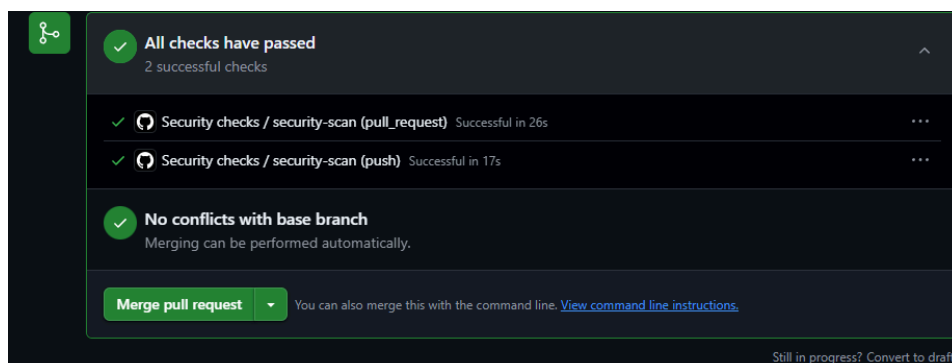 All checks have passed
2 successful checks
Security checks / security-scan (pull_request) Successful in 26s
Security checks / security-scan (push) Successful in 17s
No conflicts with base branch
Merging can be performed automatically.
Merge pull request You can also merge this with the command line. View command line instructions.
Still in progress? Convert to draft